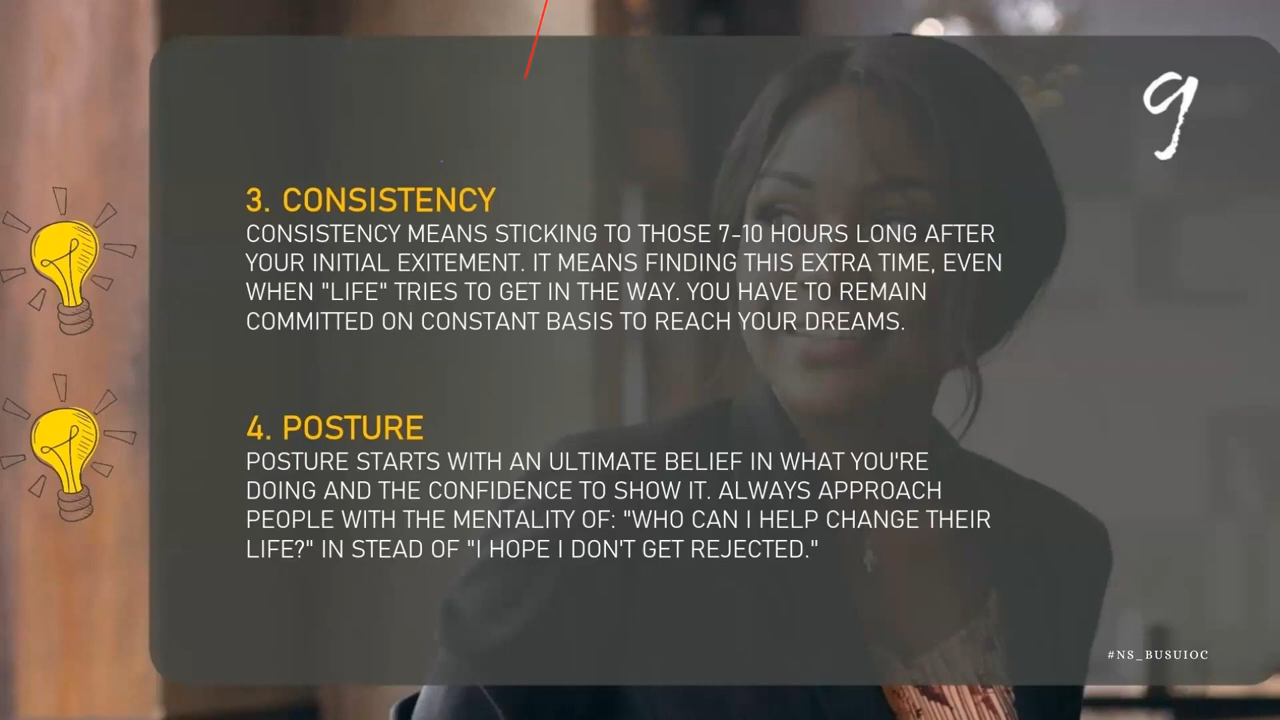 9
3. CONSISTENCY
CONSISTENCY MEANS STICKING TO THOSE 7-10 HOURS LONG AFTER
YOUR INITIAL EXITEMENT. IT MEANS FINDING THIS EXTRA TIME, EVEN
WHEN "LIFE" TRIES TO GET IN THE WAY. YOU HAVE TO REMAIN
COMMITTED ON CONSTANT BASIS TO REACH YOUR DREAMS.
4. POSTURE
POSTURE STARTS WITH AN ULTIMATE BELIEF IN WHAT YOU'RE
DOING AND THE CONFIDENCE TO SHOW IT. ALWAYS APPROACH
PEOPLE WITH THE MENTALITY OF: "WHO CAN I HELP CHANGE THEIR
LIFE?" IN STEAD OF "I HOPE I DON'T GET REJECTED."
#NS_BUSUIOC